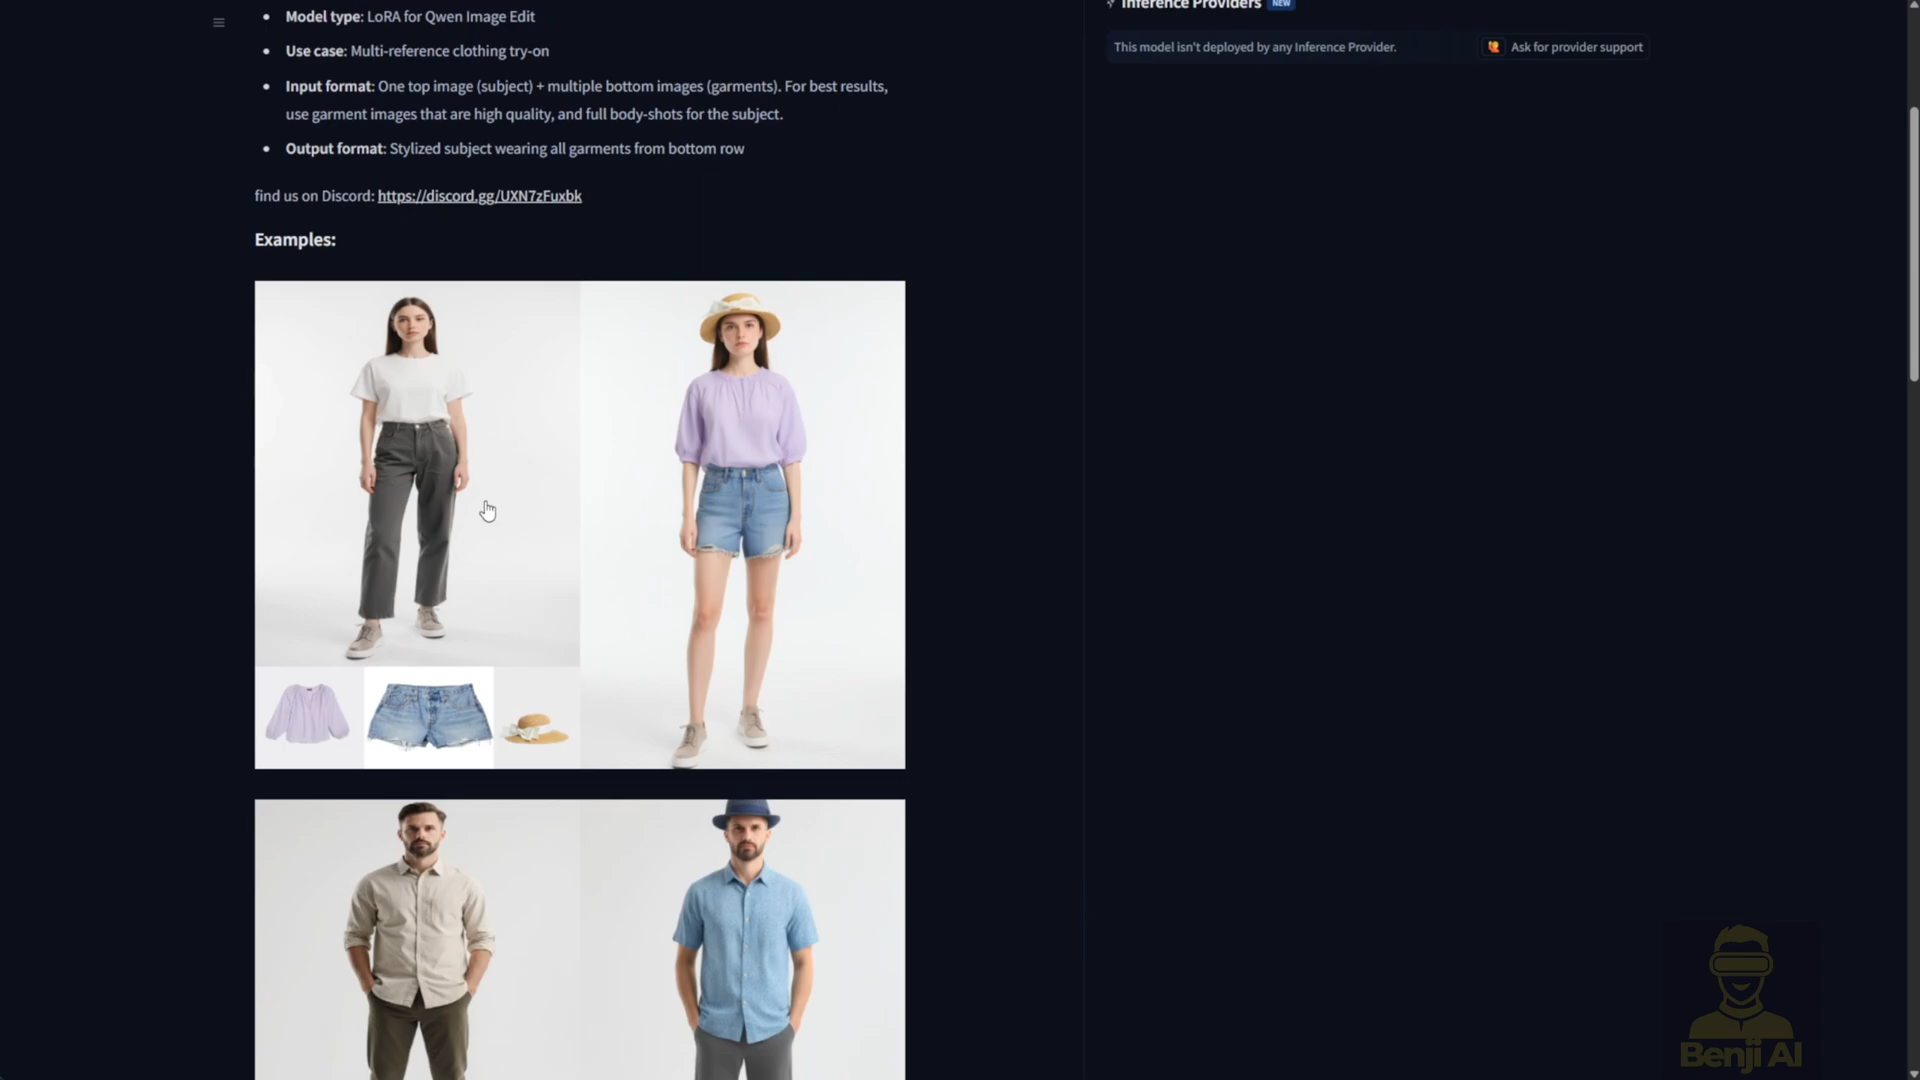 Model type: LoRA for Qwen Image Edit
Use case: Multi-reference clothing try-on
Input format: One top image (subject) + multiple bottom images (garments). For best results,
use garment images that are high quality, and full body-shots for the subject.
Output format: Stylized subject wearing all garments from bottom row
find us on Discord: https://discord.gg/UXN7zFuxbk
Examples:
Inference Providers NEW
This model isn't deployed by any Inference Provider.
Ask for provider support
Benji AI